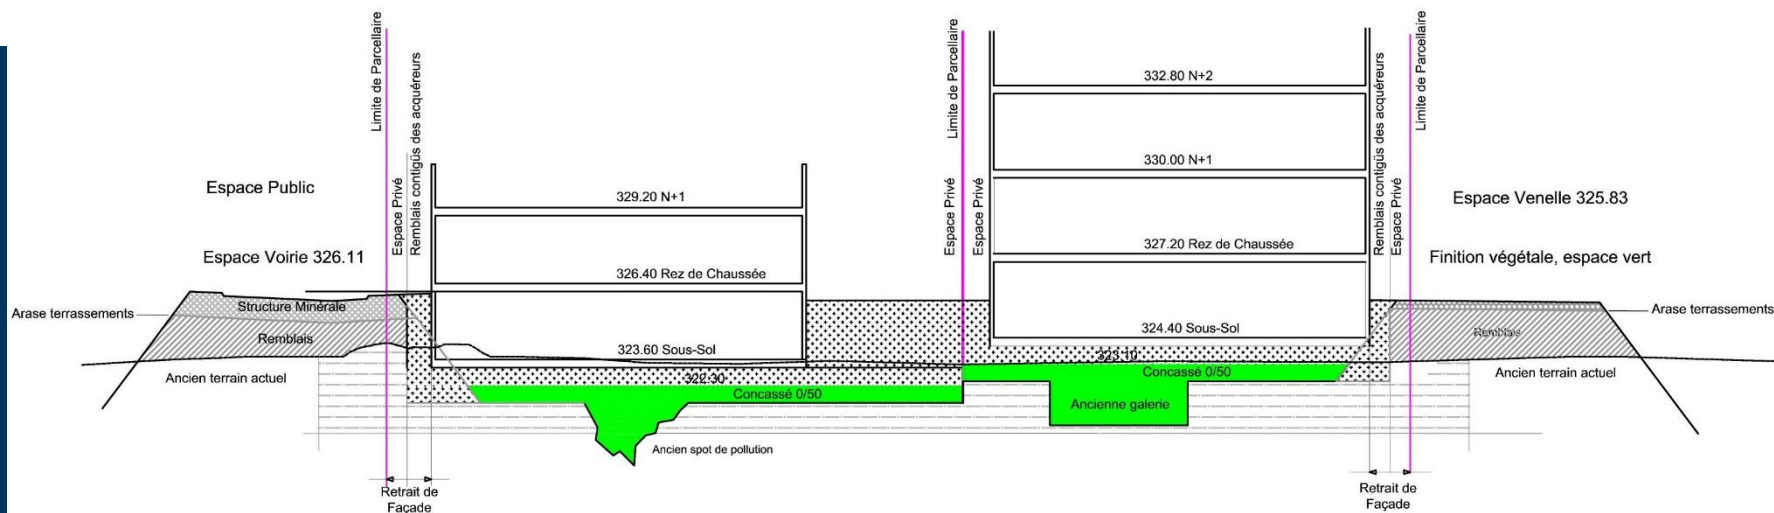 Limite de Parcellaire
Espace Privé
Remblais contigüs des acquéreurs
Espace Public
Espace Voirie 326.11
Arase terrassements
Structure Minérale
Remblais
Ancien terrain actuel
329.20 N+1
326.40 Rez de Chaussée
323.60 Sous-Sol
322.30
Concassé 0/50
Ancien spot de pollution
Retrait de
Façade
Limite de Parcellaire
Espace Privé
Espace Privé
332.80 N+2
330.00 N+1
327.20 Rez de Chaussée
324.40 Sous-Sol
323.10
Concassé 0/50
Ancienne galerie
Remblais contigüs des acquéreurs
Espace Privé
Limite de Parcellaire
Espace Venelle 325.83
Finition végétale, espace vert
Arase terrassements
Remblais
Ancien terrain actuel
Retrait de
Façade